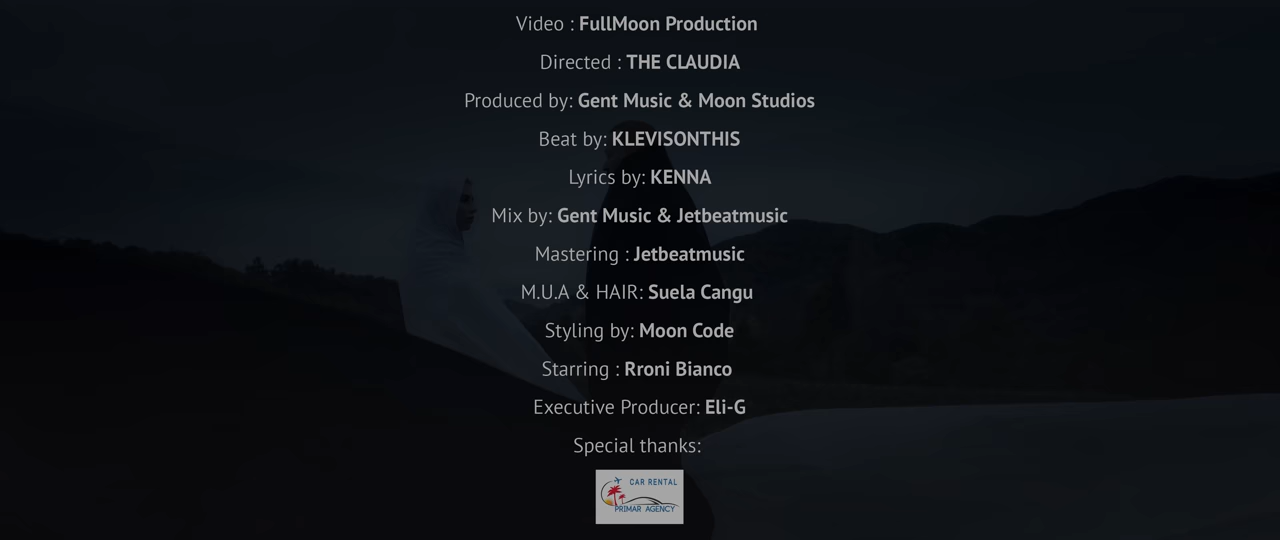 Video : FullMoon Production
Directed : THE CLAUDIA
Produced by: Gent Music & Moon Studios
Beat by: KLEVISONTHIS
Lyrics by: KENNA
Mix by: Gent Music & Jetbeatmusic
Mastering : Jetbeatmusic
M.U.A & HAIR: Suela Cangu
Styling by: Moon Code
Starring : Rroni Bianco
Executive Producer: Eli-G
Special thanks:
CAR RENTAL
PRIMAR AGENCY